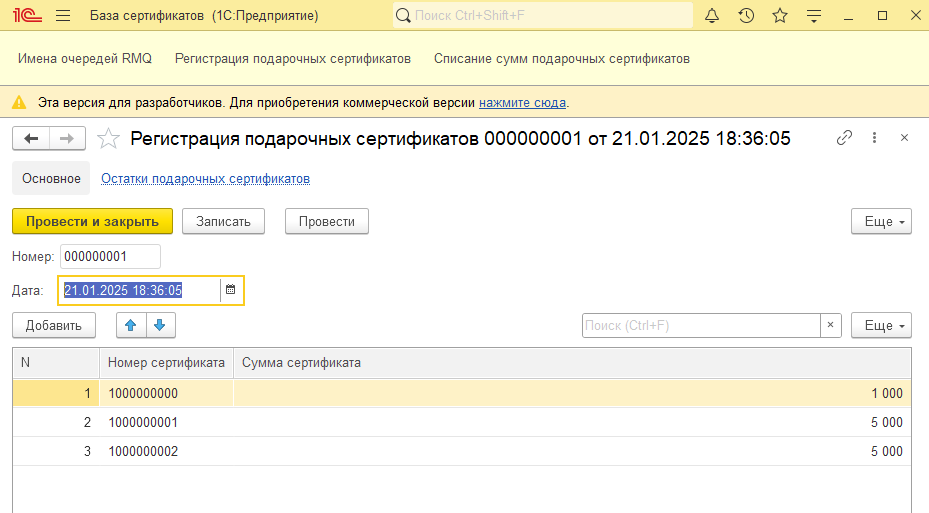 1С База сертификатов (1С:Предприятие) Поиск Ctrl+Shift+F
Имена очередей RMQ Регистрация подарочных сертификатов Списание сумм подарочных сертификатов
Эта версия для разработчиков. Для приобретения коммерческой версии нажмите сюда.
Регистрация подарочных сертификатов 000000001 от 21.01.2025 18:36:05
Основное Остатки подарочных сертификатов
Провести и закрыть Записать Провести Еще
Номер: 000000001
Дата: 21.01.2025 18:36:05
Добавить Поиск (Ctrl+F) × Еще
N Номер сертификата Сумма сертификата
1 1000000000 1 000
2 1000000001 5 000
3 1000000002 5 000